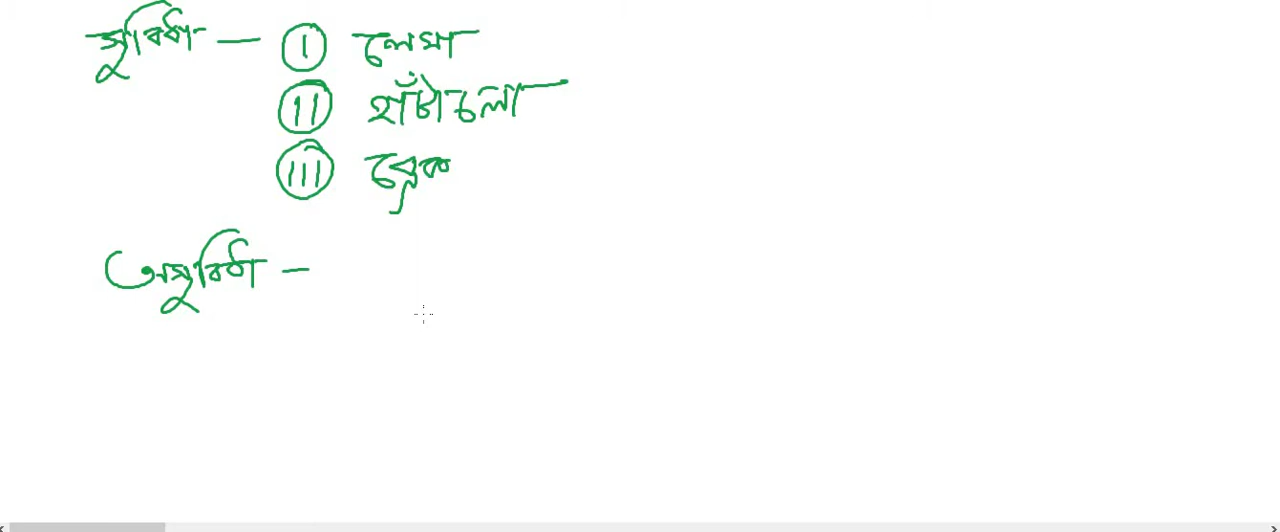 সুবিধা — i লেখা
ii হাঁটাচলা
iii ব্রেক
অসুবিধা —